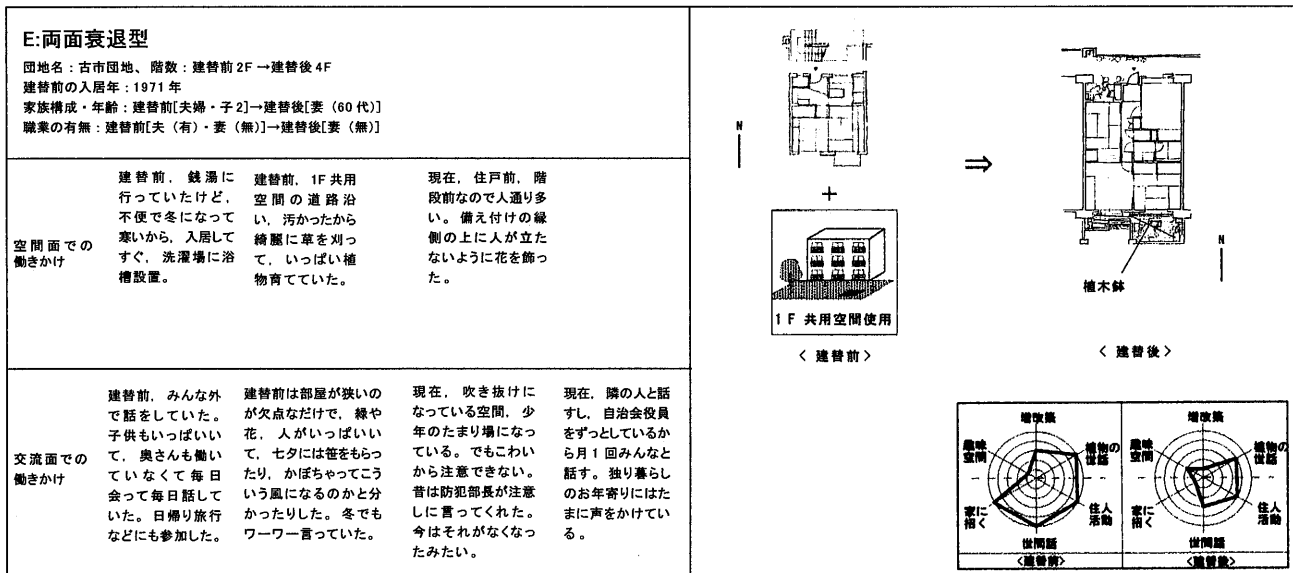 E:両面衰退型
団地名：古市団地、階数：建替前2F→建替後4F
建替前の入居年：1971年
家族構成・年齢：建替前[夫婦・子2]→建替後[妻（60代）]
職業の有無：建替前[夫（有）・妻（無）]→建替後[妻（無）]
空間面での
働きかけ
建替前，銭湯に
行っていたけど，
不便で冬になって
寒いから，入居して
すぐ，洗濯場に浴
槽設置。
建替前，1F共用
空間の道路沿
い，汚かったから
綺麗に草を刈っ
て，いっぱい植
物育てていた。
現在，住戸前，階
段前なので人通り多
い。備え付けの縁
側の上に人が立た
ないように花を飾っ
た。
交流面での
働きかけ
建替前，みんな外
で話をしていた。
子供もいっぱいい
て，奥さんも働い
ていなくて毎日
会って毎日話して
いた。日帰り旅行
などにも参加した。
建替前は部屋が狭いの
が欠点なだけで，緑や
花，人がいっぱいい
て，七夕には笹をもらっ
たり，かぼちゃってこう
いう風になるのかと分
かったりした。冬でも
ワーワー言っていた。
現在，吹き抜けに
なっている空間，少
年のたまり場になっ
ている。でもこわい
から注意できない。
昔は防犯部長が注意
しに言ってくれた。
今はそれがなくなっ
たみたい。
現在，隣の人と話
すし，自治会役員
をずっとしているか
ら月1回みんなと
話す。独り暮らし
のお年寄りにはた
まに声をかけてい
る。
N
+
1F 共用空間使用
〈 建替前 〉
⇒
N
植木鉢
〈 建替後 〉
増改築
趣味
空間
植物の
世話
家に
招く
住人
活動
世間話
〈建替前〉
増改築
趣味
空間
植物の
世話
家に
招く
住人
活動
世間話
〈建替後〉